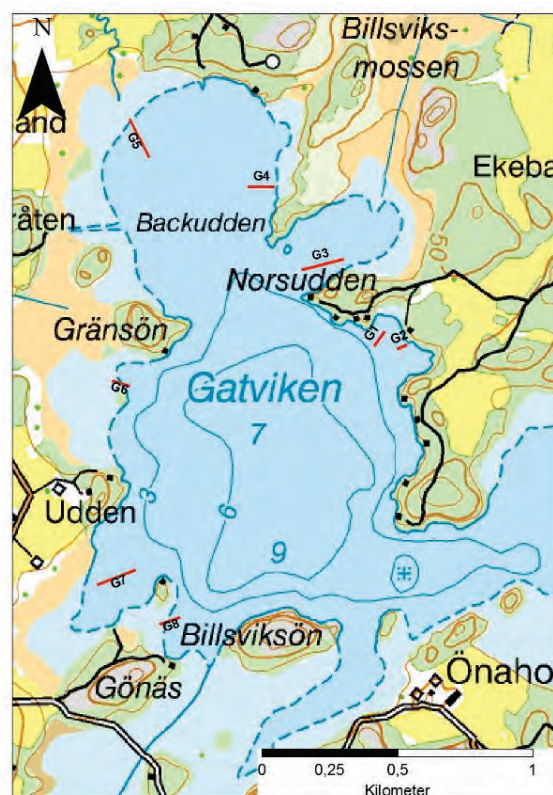 N
Billsviks-
mossen
and
G5
G4
Ekeba
råten
Backudden
50
G3
Norsudden
G1
G2
Gränsön
G6
Gatviken
7
3
6
Udden
9
G7
G8
Billsviksön
Gönäs
Önaho
0
0,25
0,5
1
Kilometer